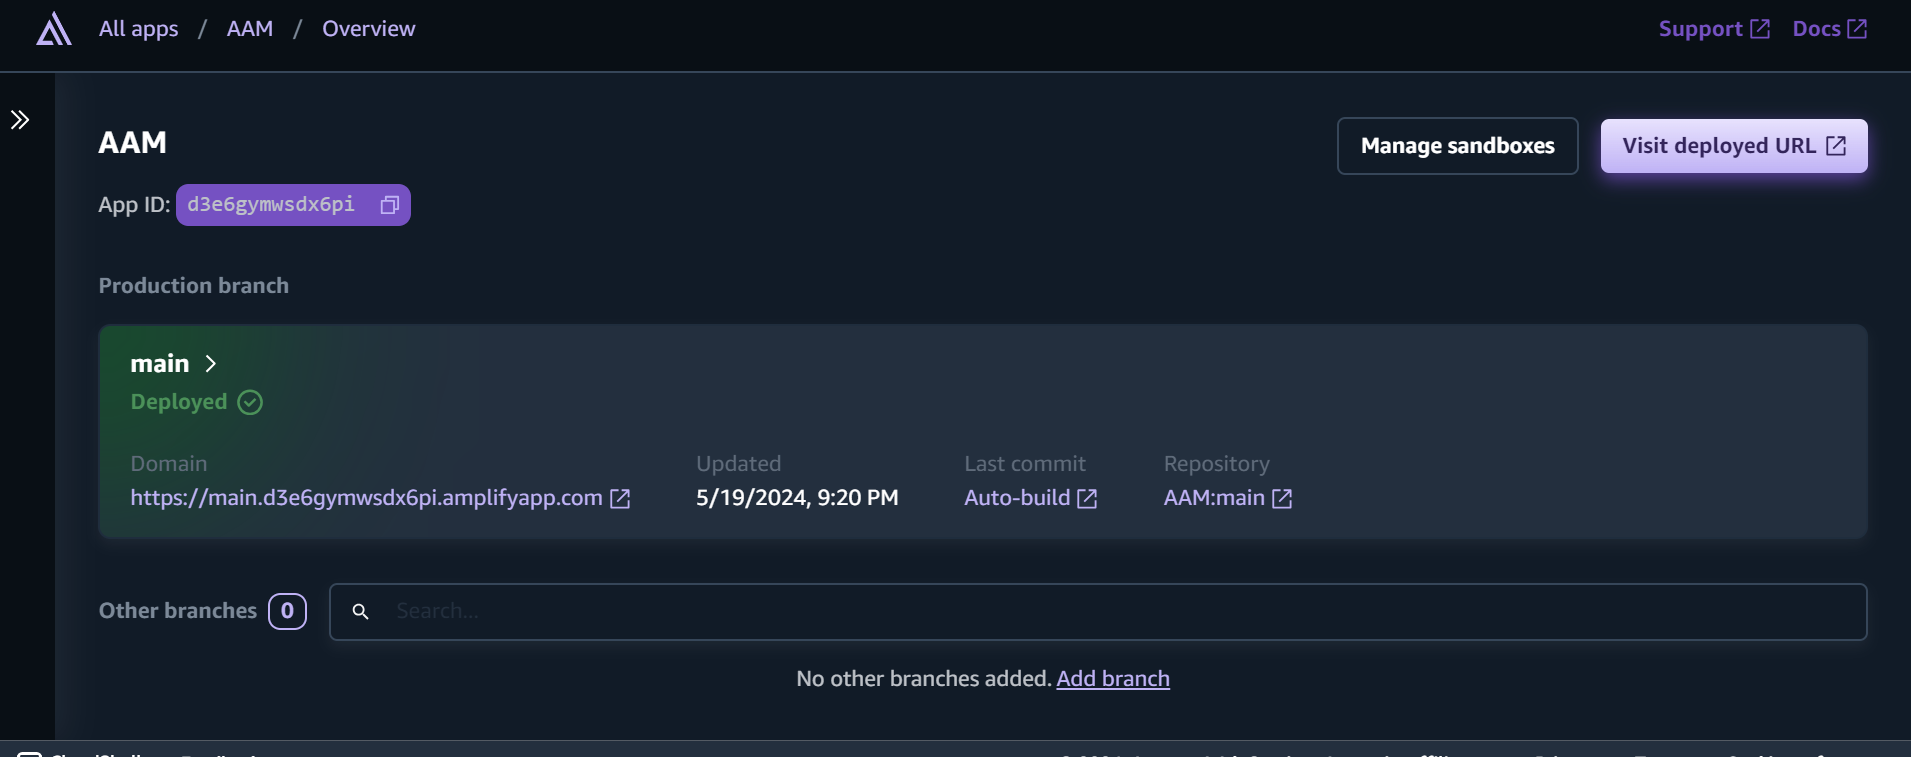 All apps / AAM / Overview
Support Docs
AAM
Manage sandboxes
Visit deployed URL
App ID: d3e6gymwsdx6pi
Production branch
main
Deployed
Domain Updated Last commit Repository
https://main.d3e6gymwsdx6pi.amplifyapp.com 5/19/2024, 9:20 PM Auto-build AAM:main
Other branches 0 Search...
No other branches added. Add branch